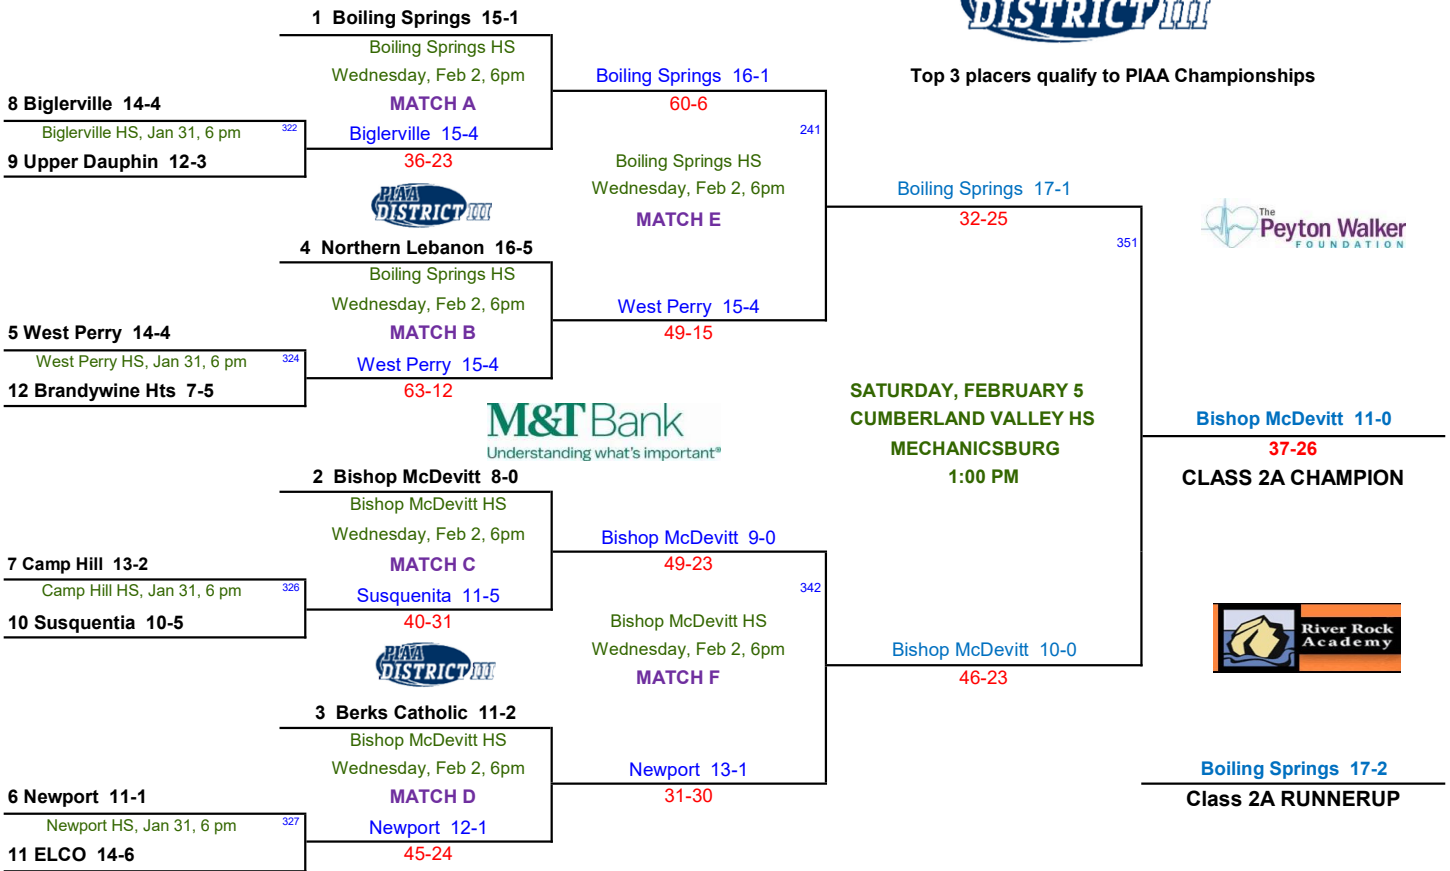 1 Boiling Springs 15-1
DISTRICT III
Boiling Springs HS
Wednesday, Feb 2, 6pm
MATCH A
Boiling Springs 16-1
60-6
Top 3 placers qualify to PIAA Championships
8 Biglerville 14-4
Biglerville HS, Jan 31, 6 pm
322
9 Upper Dauphin 12-3
Biglerville 15-4
36-23
241
Boiling Springs HS
Wednesday, Feb 2, 6pm
MATCH E
Boiling Springs 17-1
32-25
351
PIAA
DISTRICT III
The
Peyton Walker
FOUNDATION
4 Northern Lebanon 16-5
Boiling Springs HS
Wednesday, Feb 2, 6pm
MATCH B
West Perry 15-4
49-15
5 West Perry 14-4
West Perry HS, Jan 31, 6 pm
324
12 Brandywine Hts 7-5
West Perry 15-4
63-12
M&T Bank
Understanding what's important®
SATURDAY, FEBRUARY 5
CUMBERLAND VALLEY HS
MECHANICSBURG
1:00 PM
Bishop McDevitt 11-0
37-26
CLASS 2A CHAMPION
2 Bishop McDevitt 8-0
Bishop McDevitt HS
Wednesday, Feb 2, 6pm
MATCH C
Bishop McDevitt 9-0
49-23
7 Camp Hill 13-2
Camp Hill HS, Jan 31, 6 pm
326
10 Susquentia 10-5
Susquenita 11-5
40-31
342
Bishop McDevitt HS
Wednesday, Feb 2, 6pm
MATCH F
Bishop McDevitt 10-0
46-23
River Rock
Academy
PIAA
DISTRICT III
3 Berks Catholic 11-2
Bishop McDevitt HS
Wednesday, Feb 2, 6pm
MATCH D
Newport 13-1
31-30
6 Newport 11-1
Newport HS, Jan 31, 6 pm
327
11 ELCO 14-6
Newport 12-1
45-24
Boiling Springs 17-2
Class 2A RUNNERUP